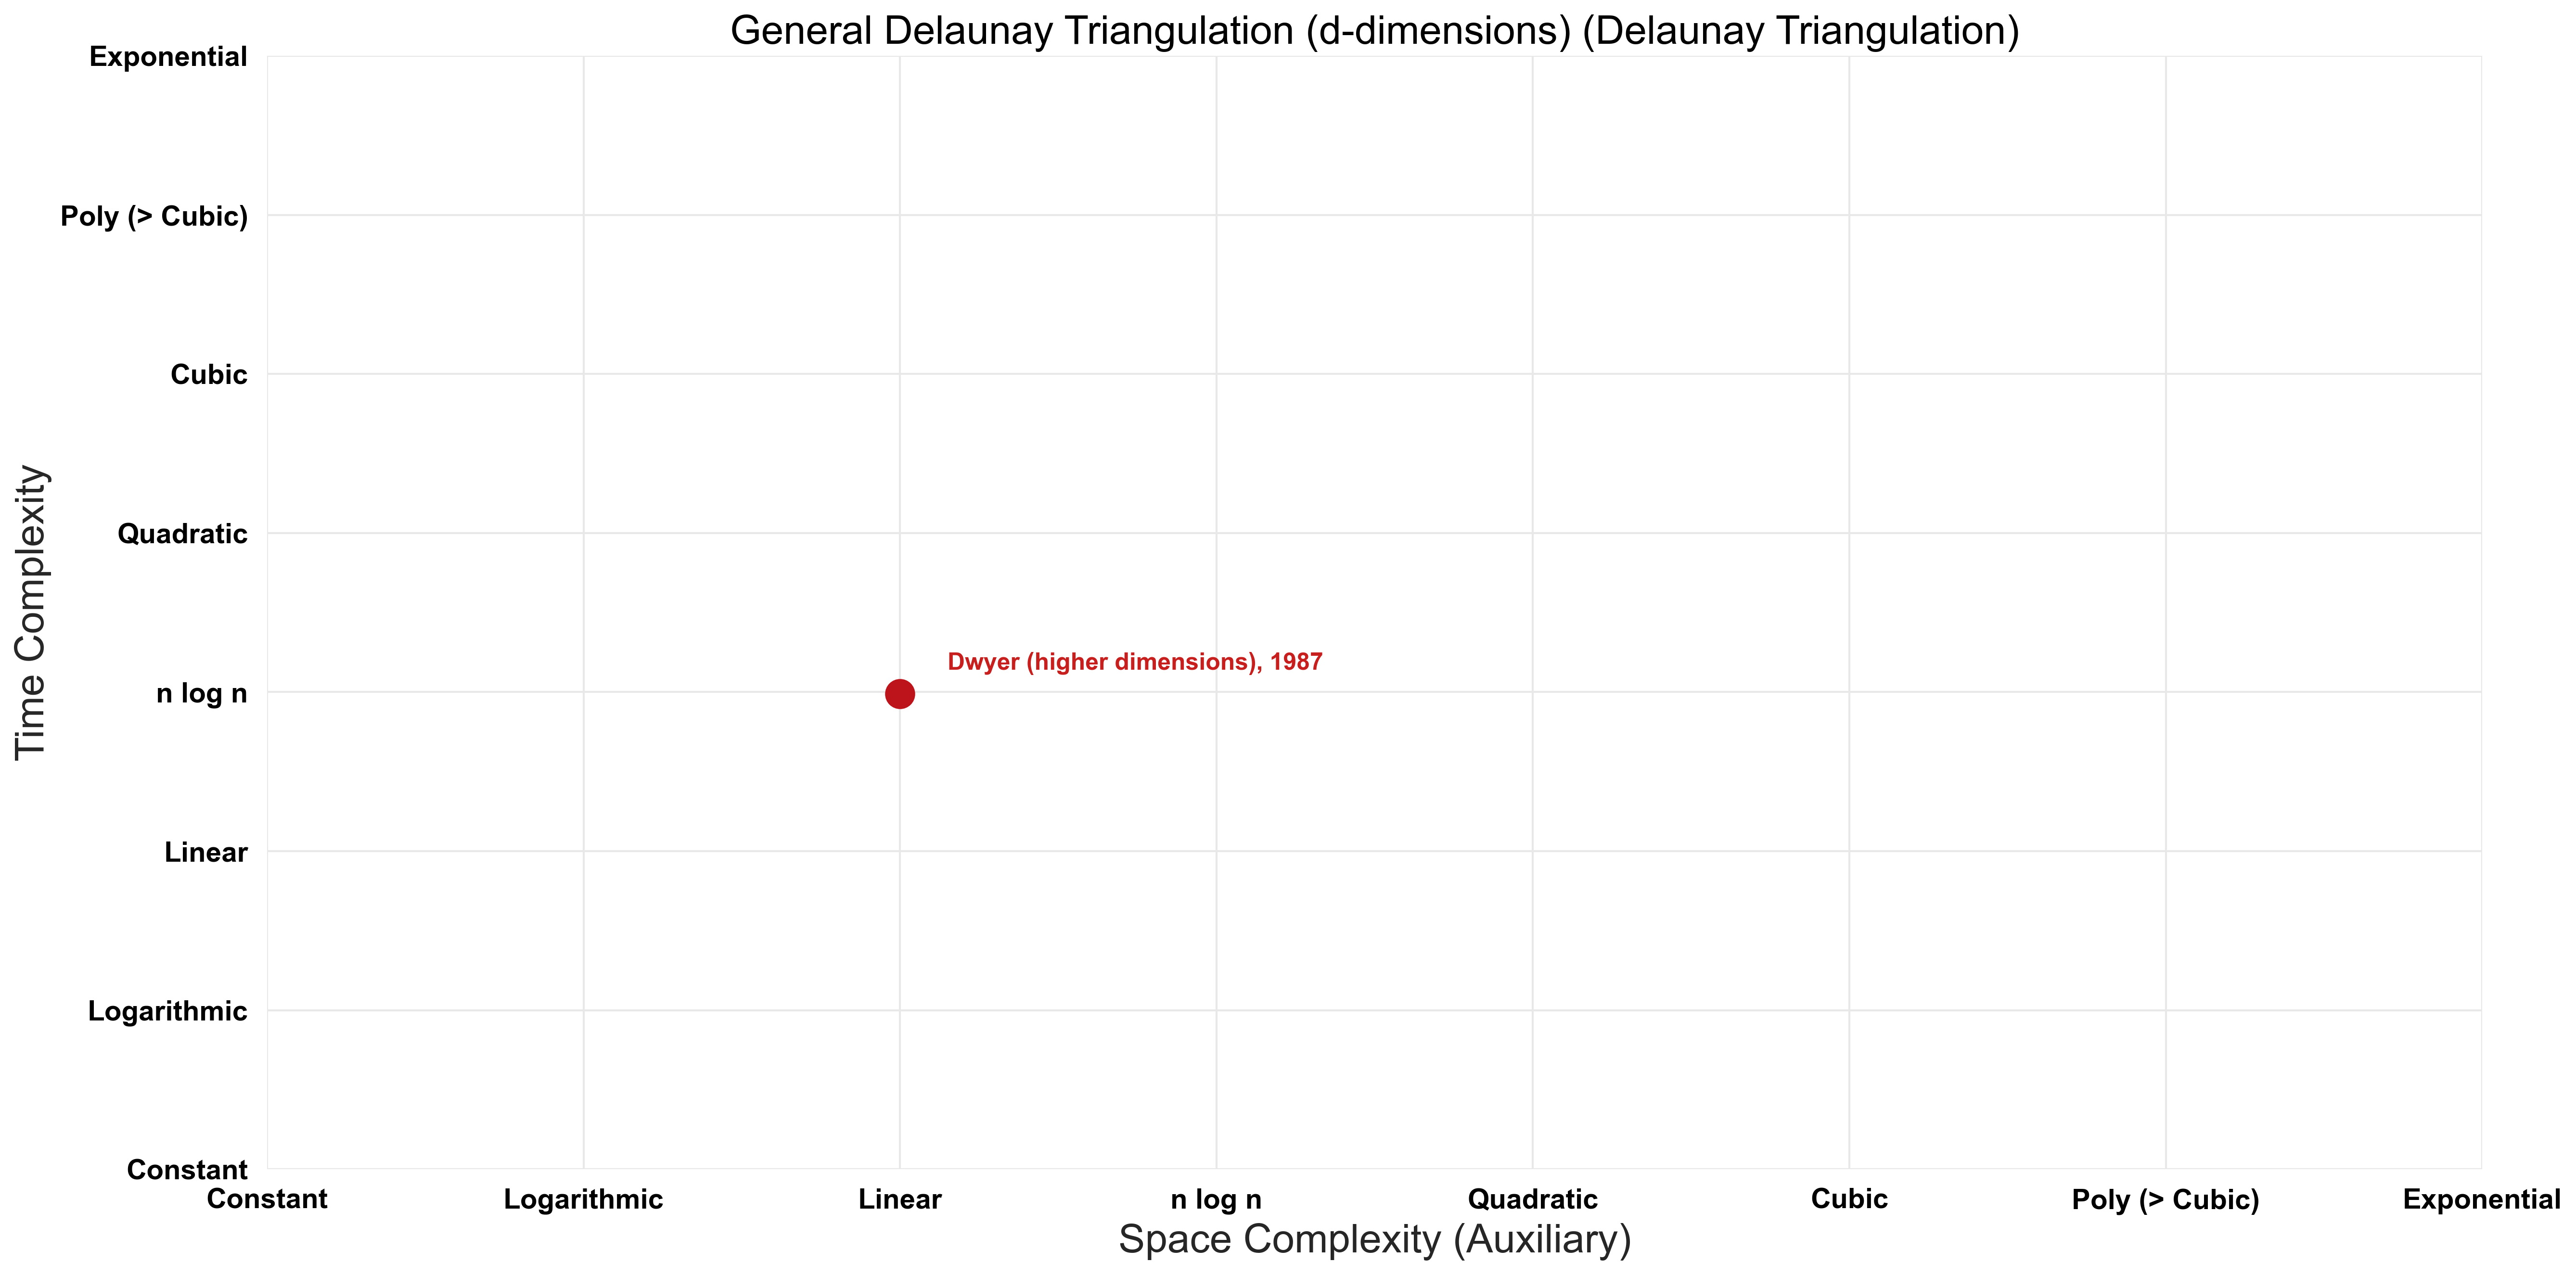 General Delaunay Triangulation (d-dimensions) (Delaunay Triangulation)
Exponential
Poly (> Cubic)
Cubic
Quadratic
n log n
Linear
Logarithmic
Constant
Time Complexity
Dwyer (higher dimensions), 1987
Constant Logarithmic Linear n log n Quadratic Cubic Poly (> Cubic) Exponential
Space Complexity (Auxiliary)